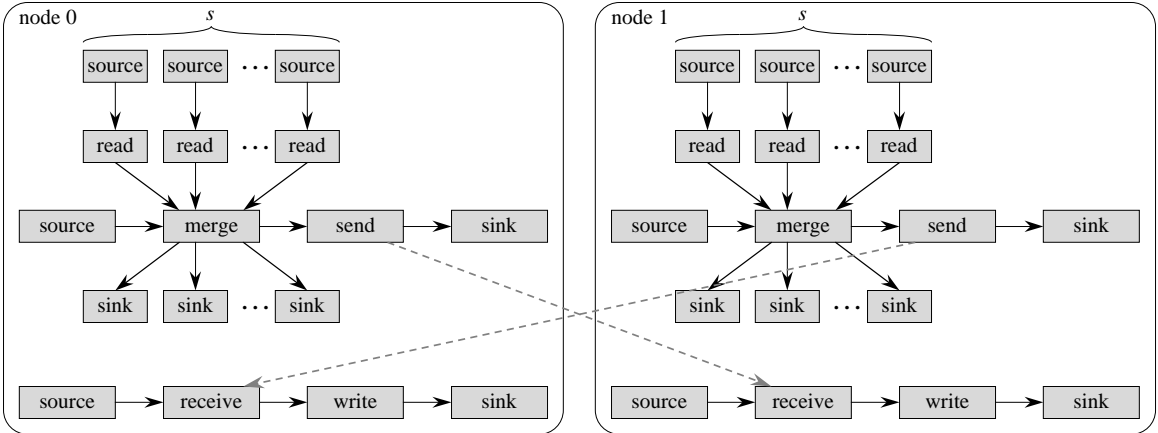 node 0 s node 1 s
source source ··· source source source ··· source
read read ··· read read read ··· read
source merge send sink source merge send sink
sink sink ··· sink sink sink ··· sink
source receive write sink source receive write sink